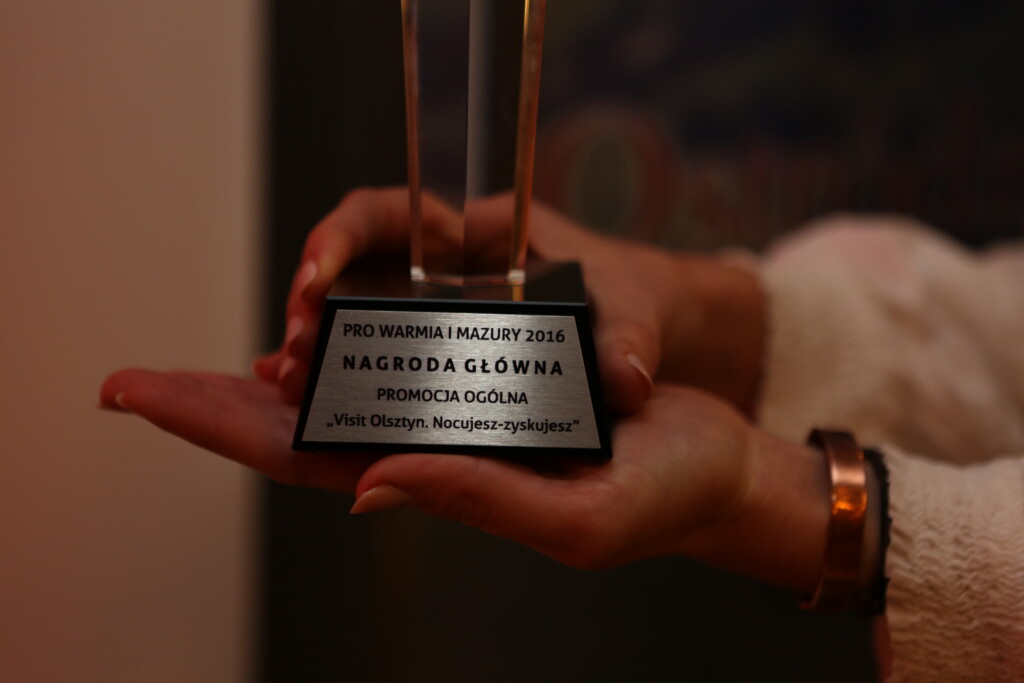 PRO WARMIA I MAZURY 2016
NAGRODA GŁÓWNA
PROMOCJA OGÓLNA
„Visit Olsztyn. Nocujesz-zyskujesz”